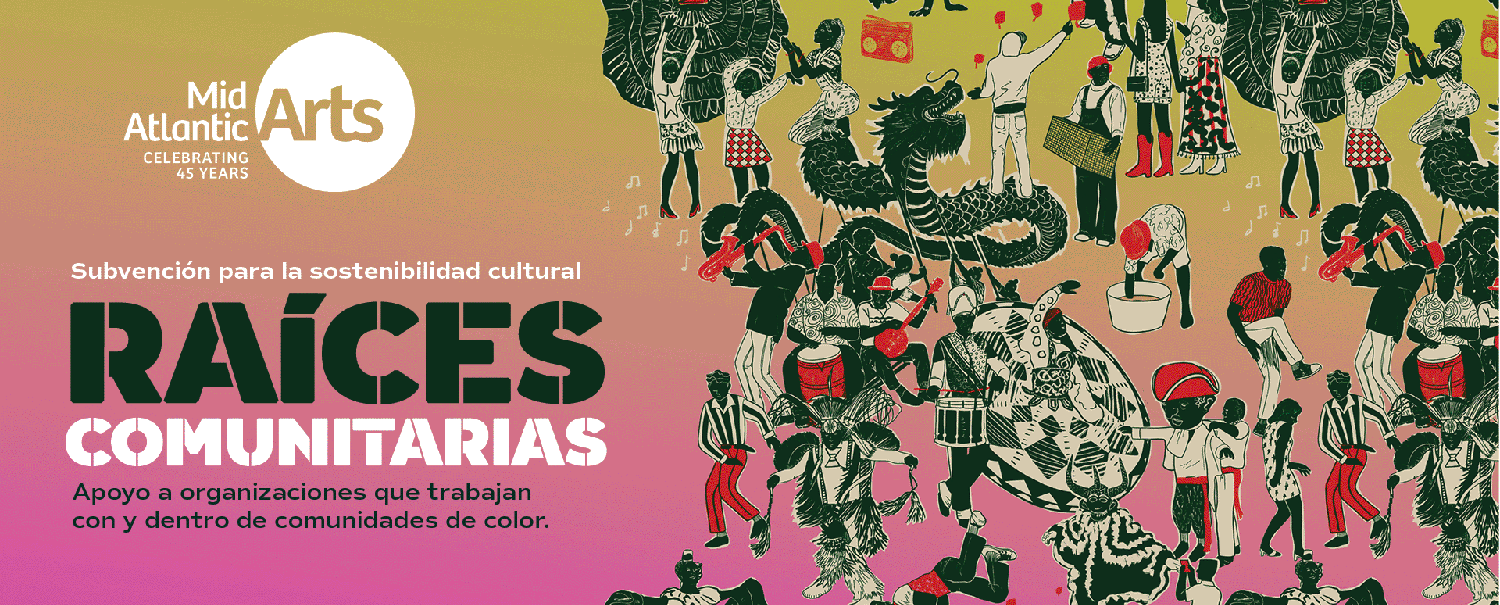 Mid
Atlantic Arts
CELEBRATING
45 YEARS
Subvención para la sostenibilidad cultural
RAÍCES
COMUNITARIAS
Apoyo a organizaciones que trabajan
con y dentro de comunidades de color.